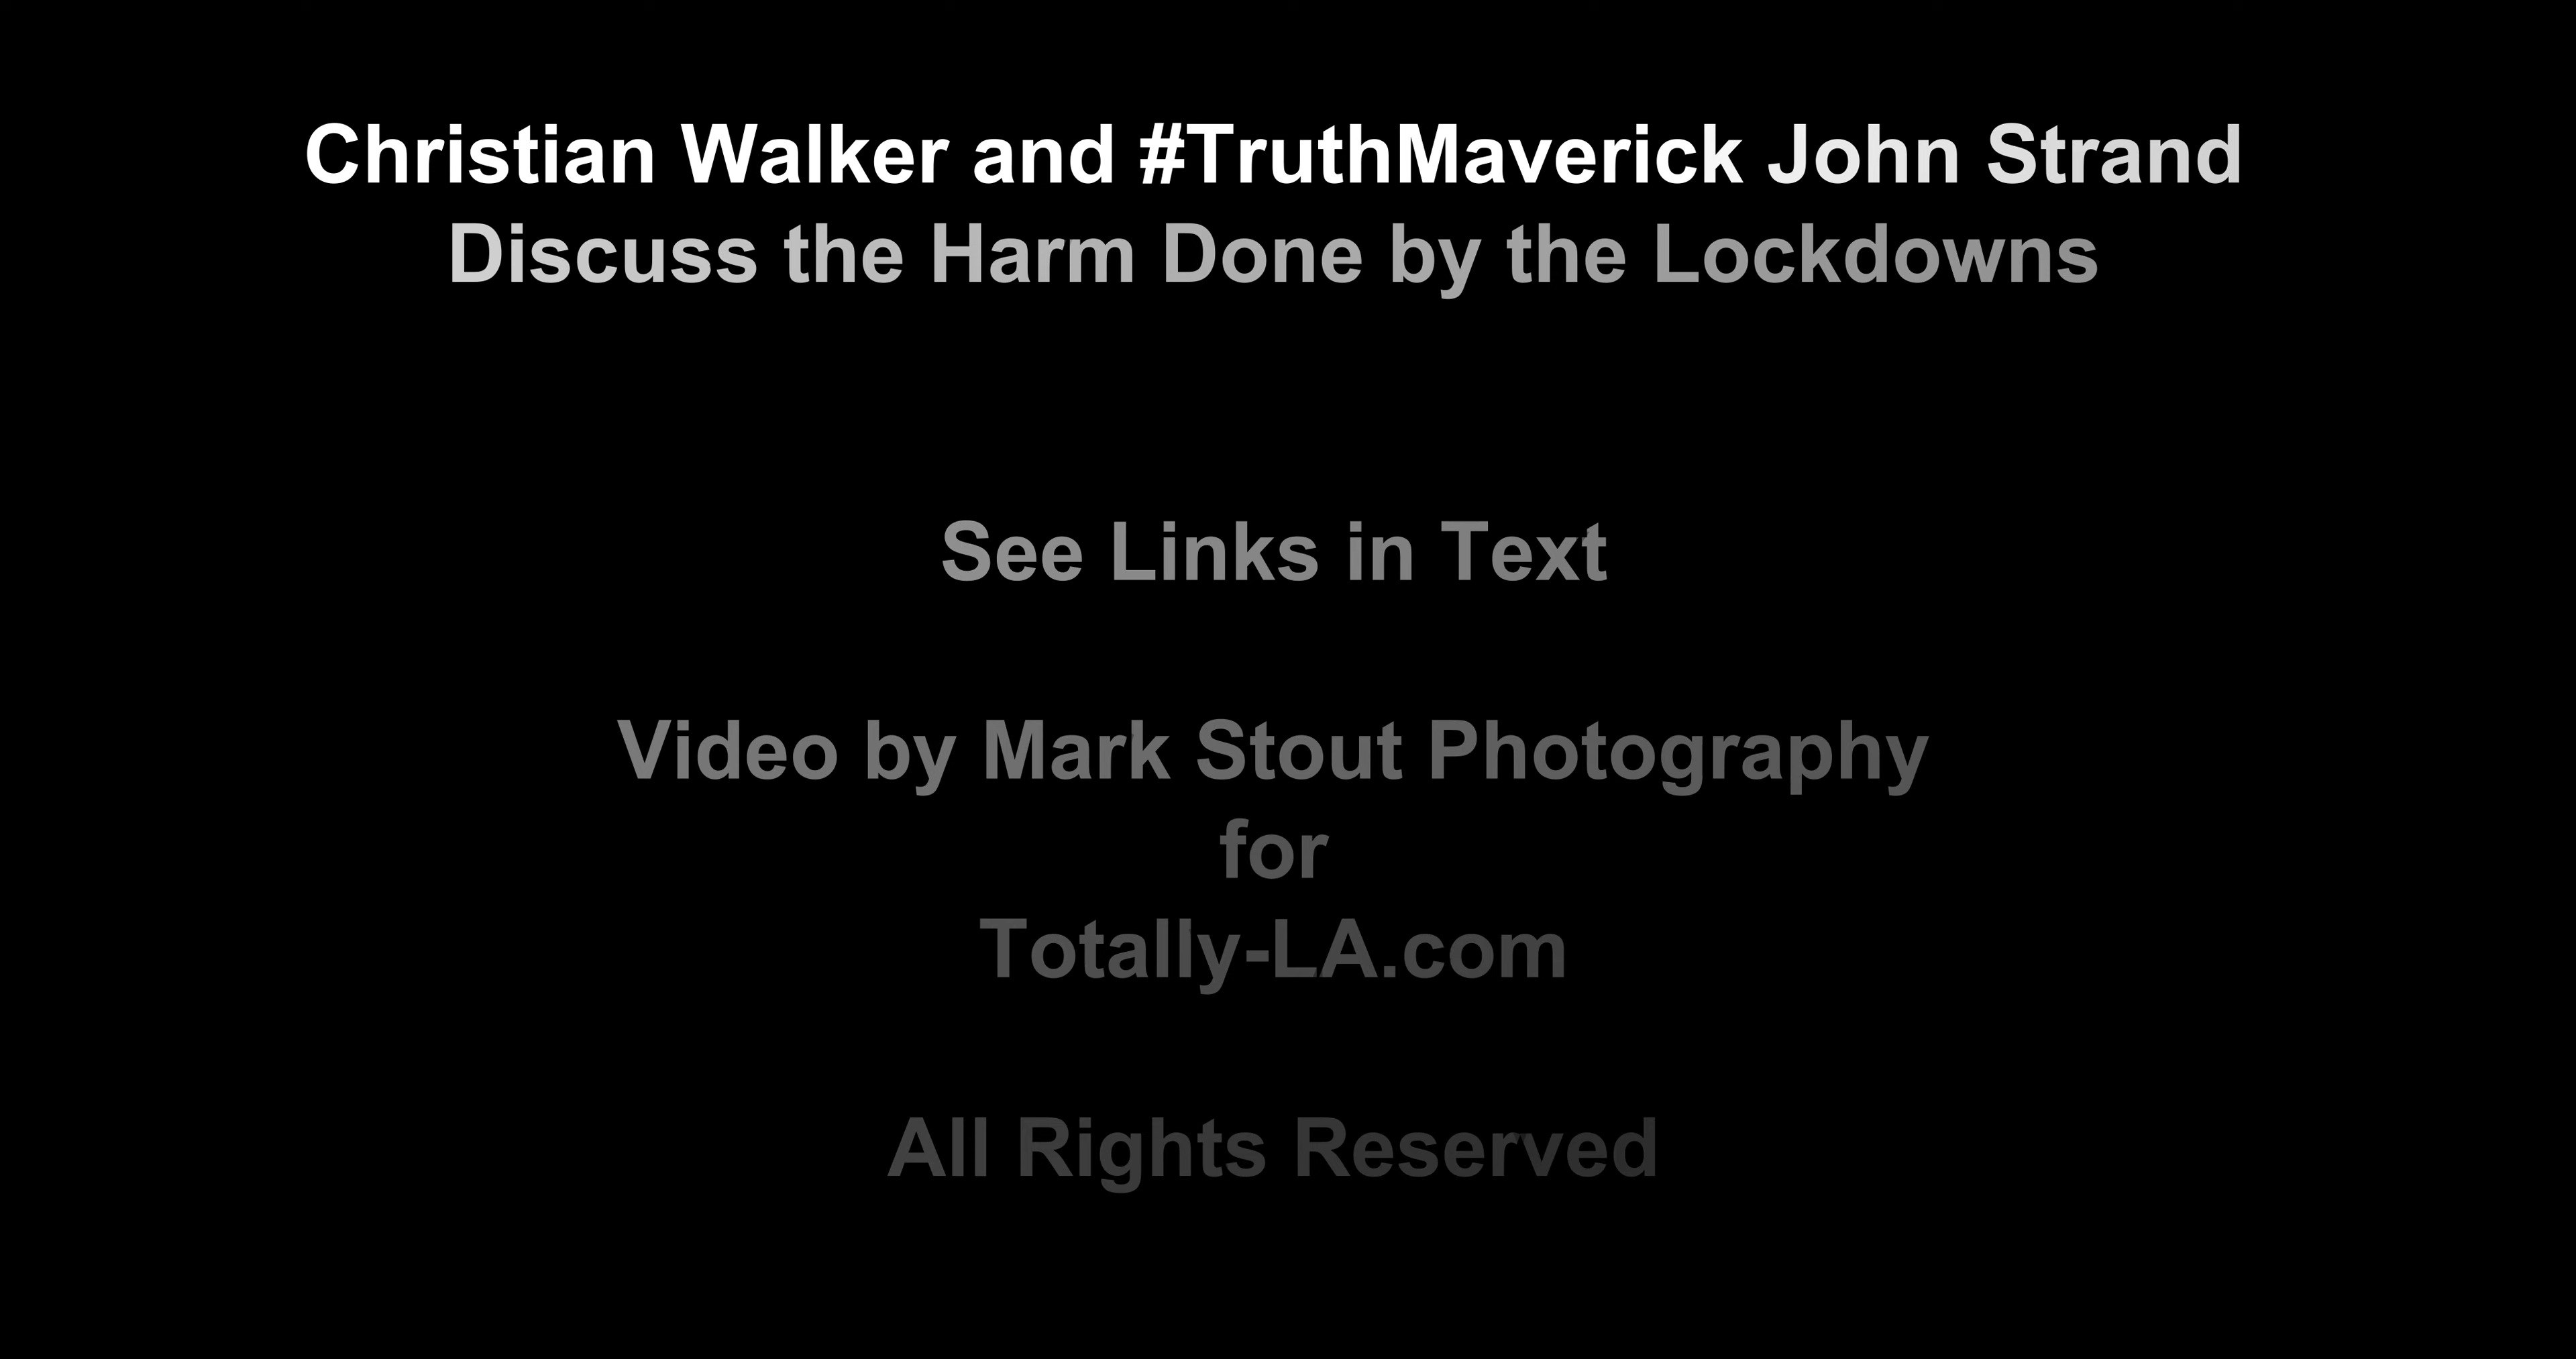 Christian Walker and #TruthMaverick John Strand
Discuss the Harm Done by the Lockdowns
See Links in Text
Video by Mark Stout Photography
for
Totally-LA.com
All Rights Reserved